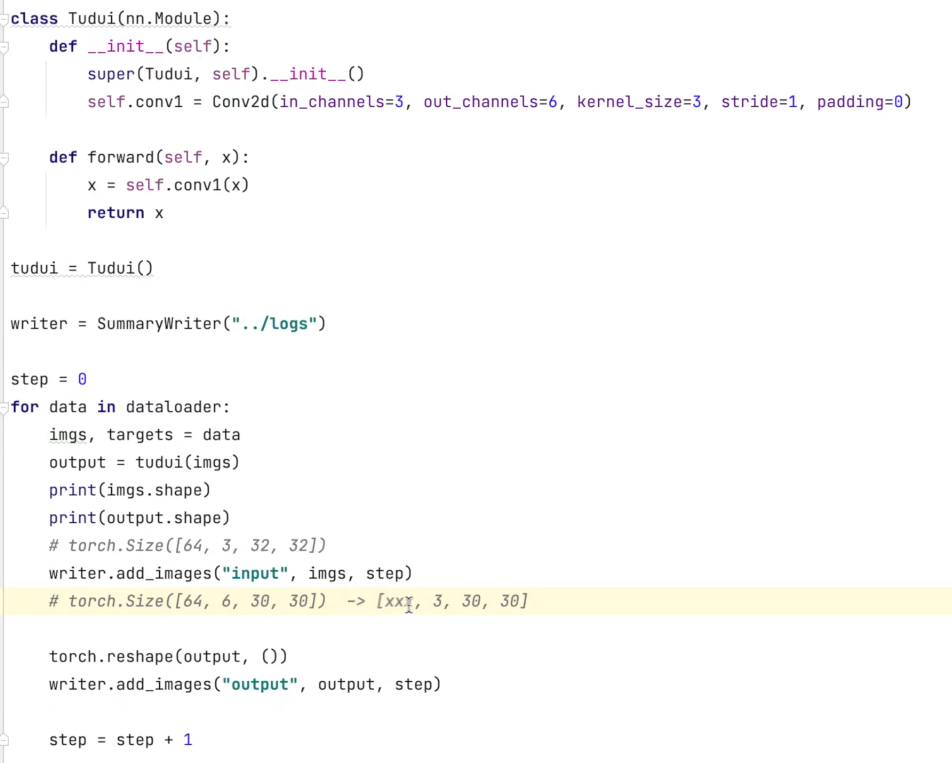 class Tudui(nn.Module):
    def __init__(self):
        super(Tudui, self).__init__()
        self.conv1 = Conv2d(in_channels=3, out_channels=6, kernel_size=3, stride=1, padding=0)
    def forward(self, x):
        x = self.conv1(x)
        return x
tudui = Tudui()
writer = SummaryWriter("../logs")
step = 0
for data in dataloader:
    imgs, targets = data
    output = tudui(imgs)
    print(imgs.shape)
    print(output.shape)
    # torch.Size([64, 3, 32, 32])
    writer.add_images("input", imgs, step)
    # torch.Size([64, 6, 30, 30])  -> [xxx, 3, 30, 30]
    torch.reshape(output, ())
    writer.add_images("output", output, step)
    step = step + 1